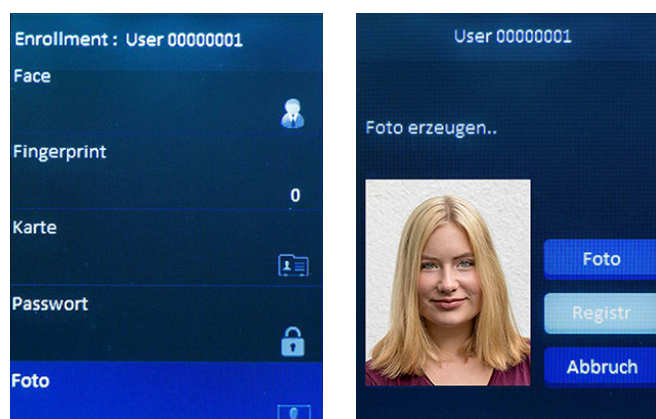 Enrollment : User 00000001
Face
Fingerprint
0
Karte
Passwort
Foto
User 00000001
Foto erzeugen..
Foto
Registr
Abbruch